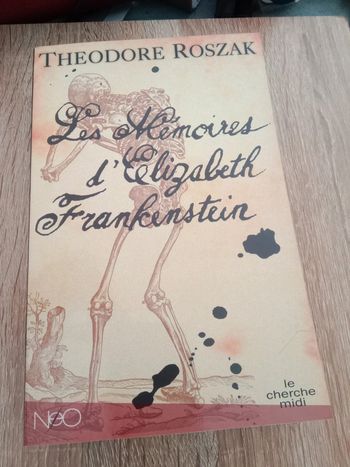 THEODORE ROSZAK
Les Mémoires
d'Elizabeth
Frankenstein
le
cherche
midi
NeO